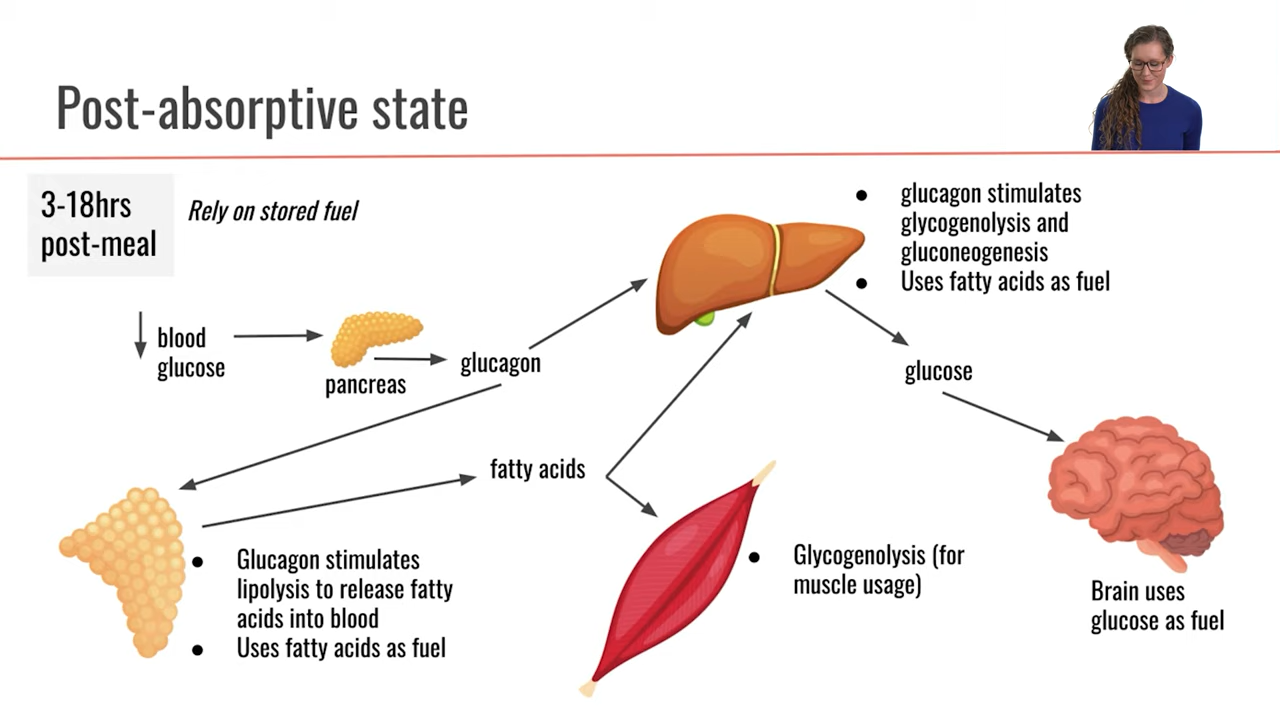 Post-absorptive state
3-18hrs
post-meal
Rely on stored fuel
● glucagon stimulates
glycogenolysis and
gluconeogenesis
● Uses fatty acids as fuel
↓ blood
glucose
pancreas
glucagon
glucose
fatty acids
● Glucagon stimulates
lipolysis to release fatty
acids into blood
● Uses fatty acids as fuel
● Glycogenolysis (for
muscle usage)
Brain uses
glucose as fuel